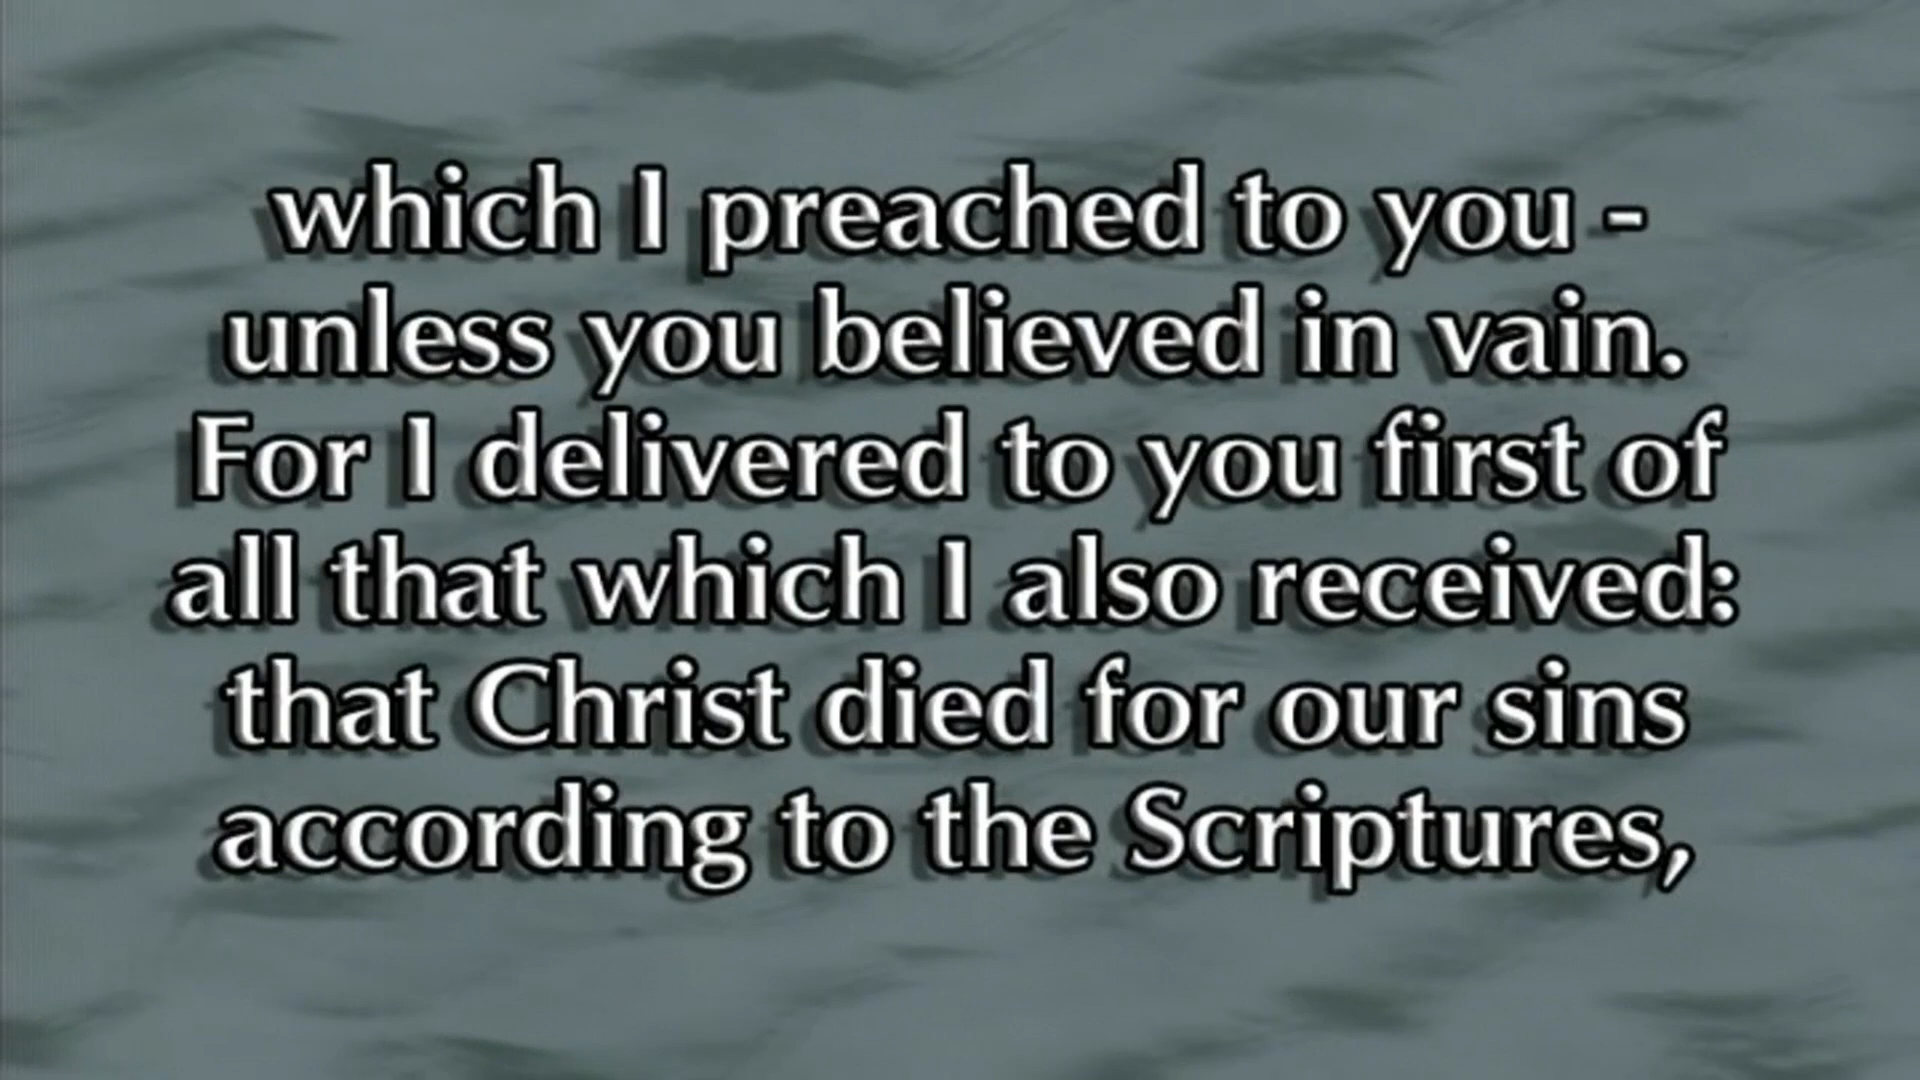 which I preached to you -
unless you believed in vain.
For I delivered to you first of
all that which I also received:
that Christ died for our sins
according to the Scriptures,